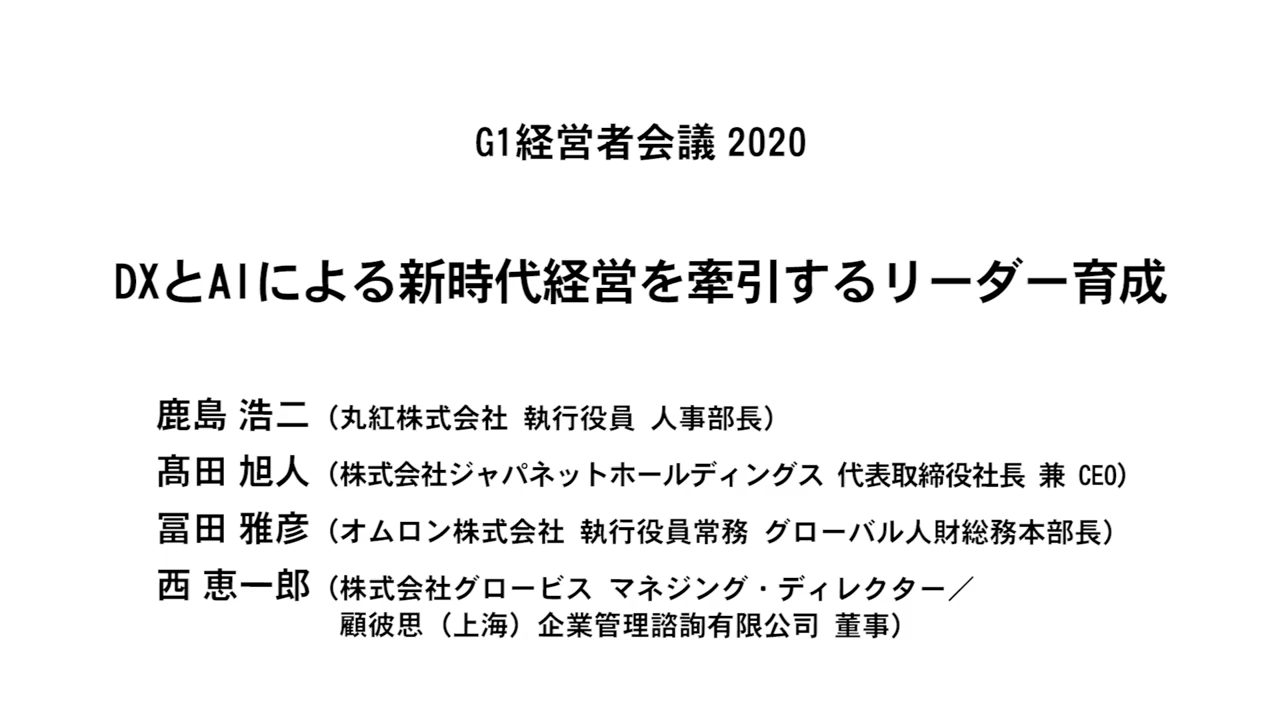 G1経営者会議 2020
DXとAIによる新時代経営を牽引するリーダー育成
鹿島 浩二（丸紅株式会社 執行役員 人事部長）
髙田 旭人（株式会社ジャパネットホールディングス 代表取締役社長 兼 CEO）
冨田 雅彦（オムロン株式会社 執行役員常務 グローバル人財総務本部長）
西 恵一郎（株式会社グロービス マネジング・ディレクター／
顧彼思（上海）企業管理諮詢有限公司 董事）